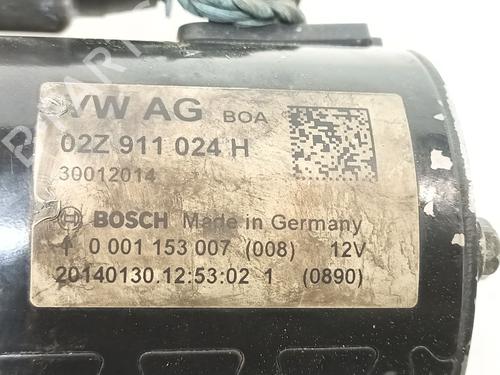 VW AG BOA
02Z 911 024 H
30012014
BOSCH Made in Germany
0 001 153 007 (008) 12V
20140130.12:53:02 1 (0890)